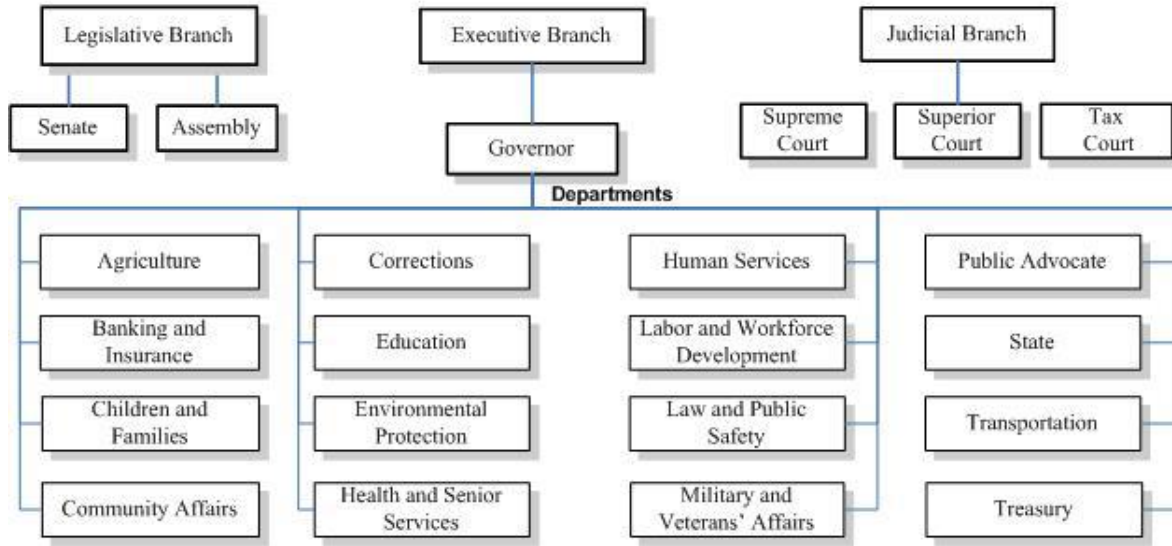 Legislative Branch
Executive Branch
Judicial Branch
Senate
Assembly
Governor
Supreme
Court
Superior
Court
Tax
Court
Departments
Agriculture
Corrections
Human Services
Public Advocate
Banking and
Insurance
Education
Labor and Workforce
Development
State
Children and
Families
Environmental
Protection
Law and Public
Safety
Transportation
Community Affairs
Health and Senior
Services
Military and
Veterans’ Affairs
Treasury